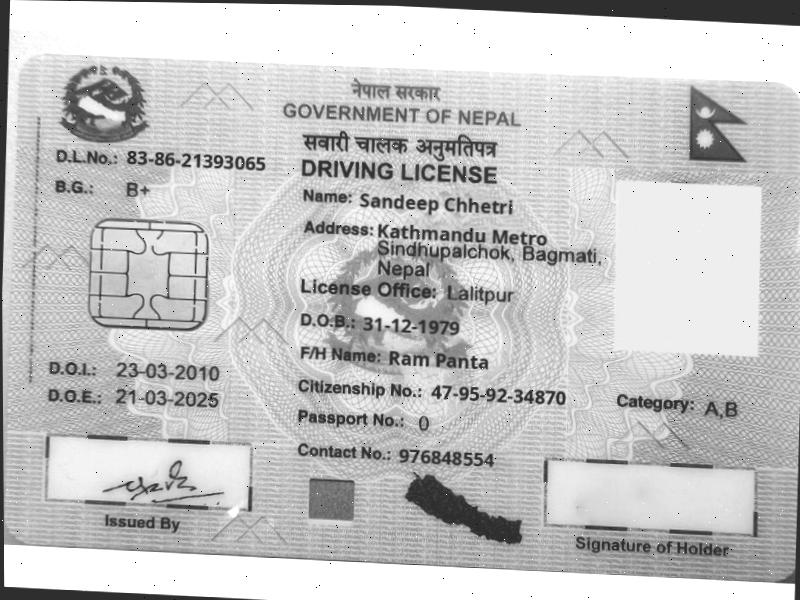 नेपाल सरकार
GOVERNMENT OF NEPAL
सवारी चालक अनुमतिपत्र
DRIVING LICENSE
D.L.No.: 83-86-21393065
B.G.: B+
Name: Sandeep Chhetri
Address: Kathmandu Metro
Sindhupalchok, Bagmati,
Nepal
License Office: Lalitpur
D.O.B.: 31-12-1979
F/H Name: Ram Panta
D.O.I.: 23-03-2010
D.O.E.: 21-03-2025
Citizenship No.: 47-95-92-34870
Category: A,B
Passport No.: 0
Contact No.: 976848554
Issued By
Signature of Holder